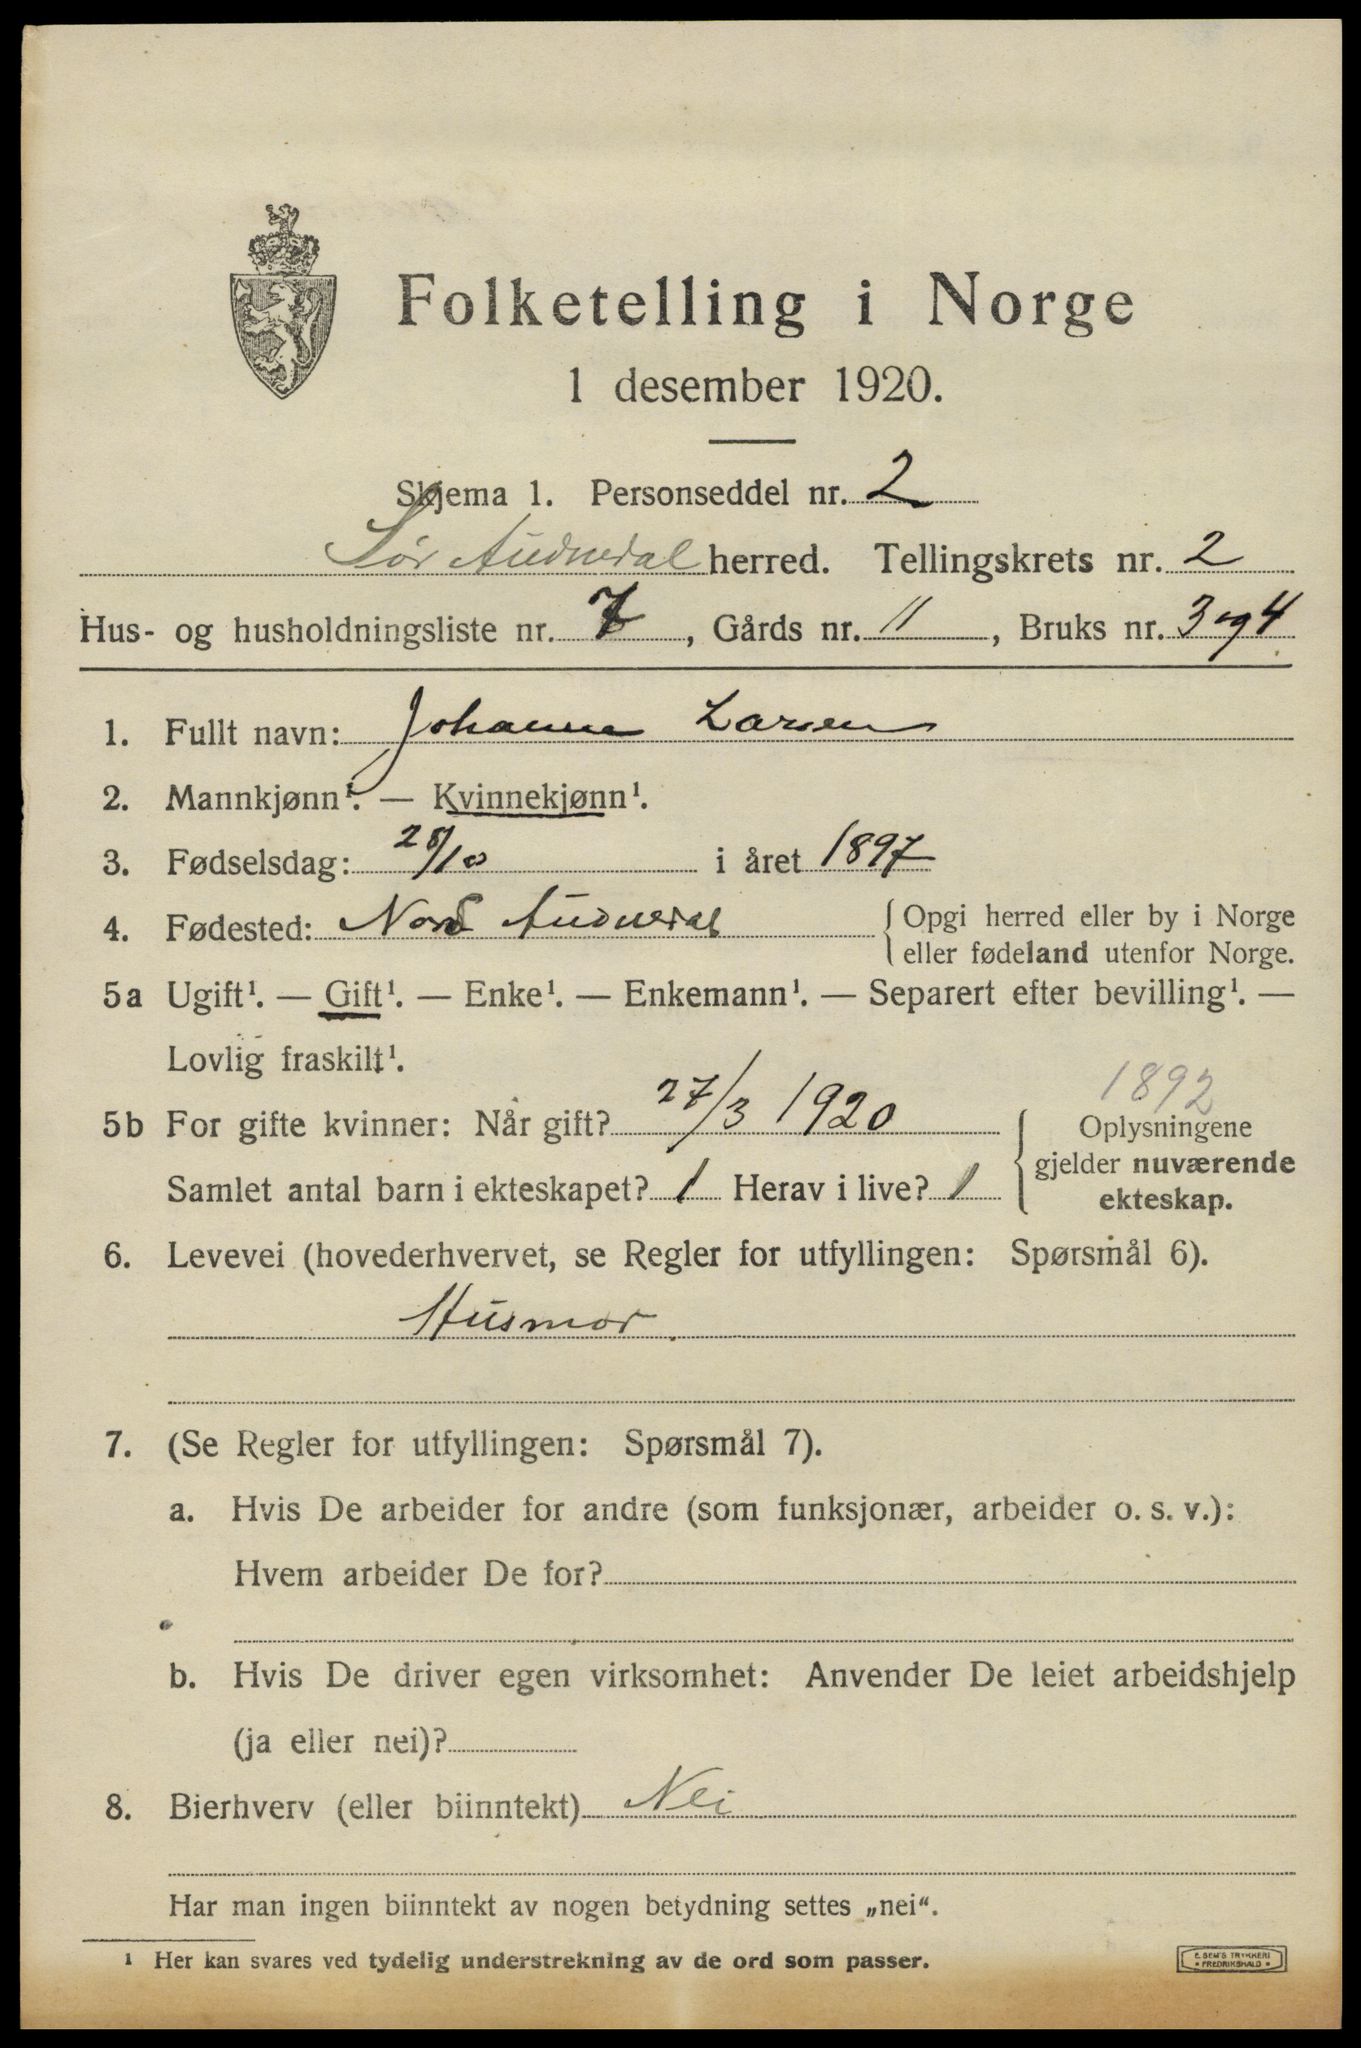 Folketelling i Norge
1 desember 1920.
Skjema 1. Personseddel nr. 2
Sør Audnedal herred. Tellingskrets nr. 2
Hus- og husholdningsliste nr. 7, Gårds nr. 11, Bruks nr. 3 og 4
1. Fullt navn: Johanne Larsen
2. Mannkjønn¹. — Kvinnekjønn¹.
3. Fødselsdag: 28/10 i året 1897
4. Fødested: Nord Audnedal
{ Opgi herred eller by i Norge
eller fødeland utenfor Norge.
5a Ugift¹. — Gift¹. — Enke¹. — Enkemann¹. — Separert efter bevilling¹. —
Lovlig fraskilt¹.
1892
5b For gifte kvinner: Når gift? 27/3 1920
Samlet antal barn i ekteskapet? 1 Herav i live? 1
{ Oplysningene
gjelder nuværende
ekteskap.
6. Levevei (hovederhvervet, se Regler for utfyllingen: Spørsmål 6).
Husmor
7. (Se Regler for utfyllingen: Spørsmål 7).
a. Hvis De arbeider for andre (som funksjonær, arbeider o. s. v.):
Hvem arbeider De for?
b. Hvis De driver egen virksomhet: Anvender De leiet arbeidshjelp
(ja eller nei)?
8. Bierhverv (eller biinntekt) Nei
Har man ingen biinntekt av nogen betydning settes „nei“.
¹ Her kan svares ved tydelig understrekning av de ord som passer.
E. SEM'S TRYKKERI
• FREDRIKSHALD •